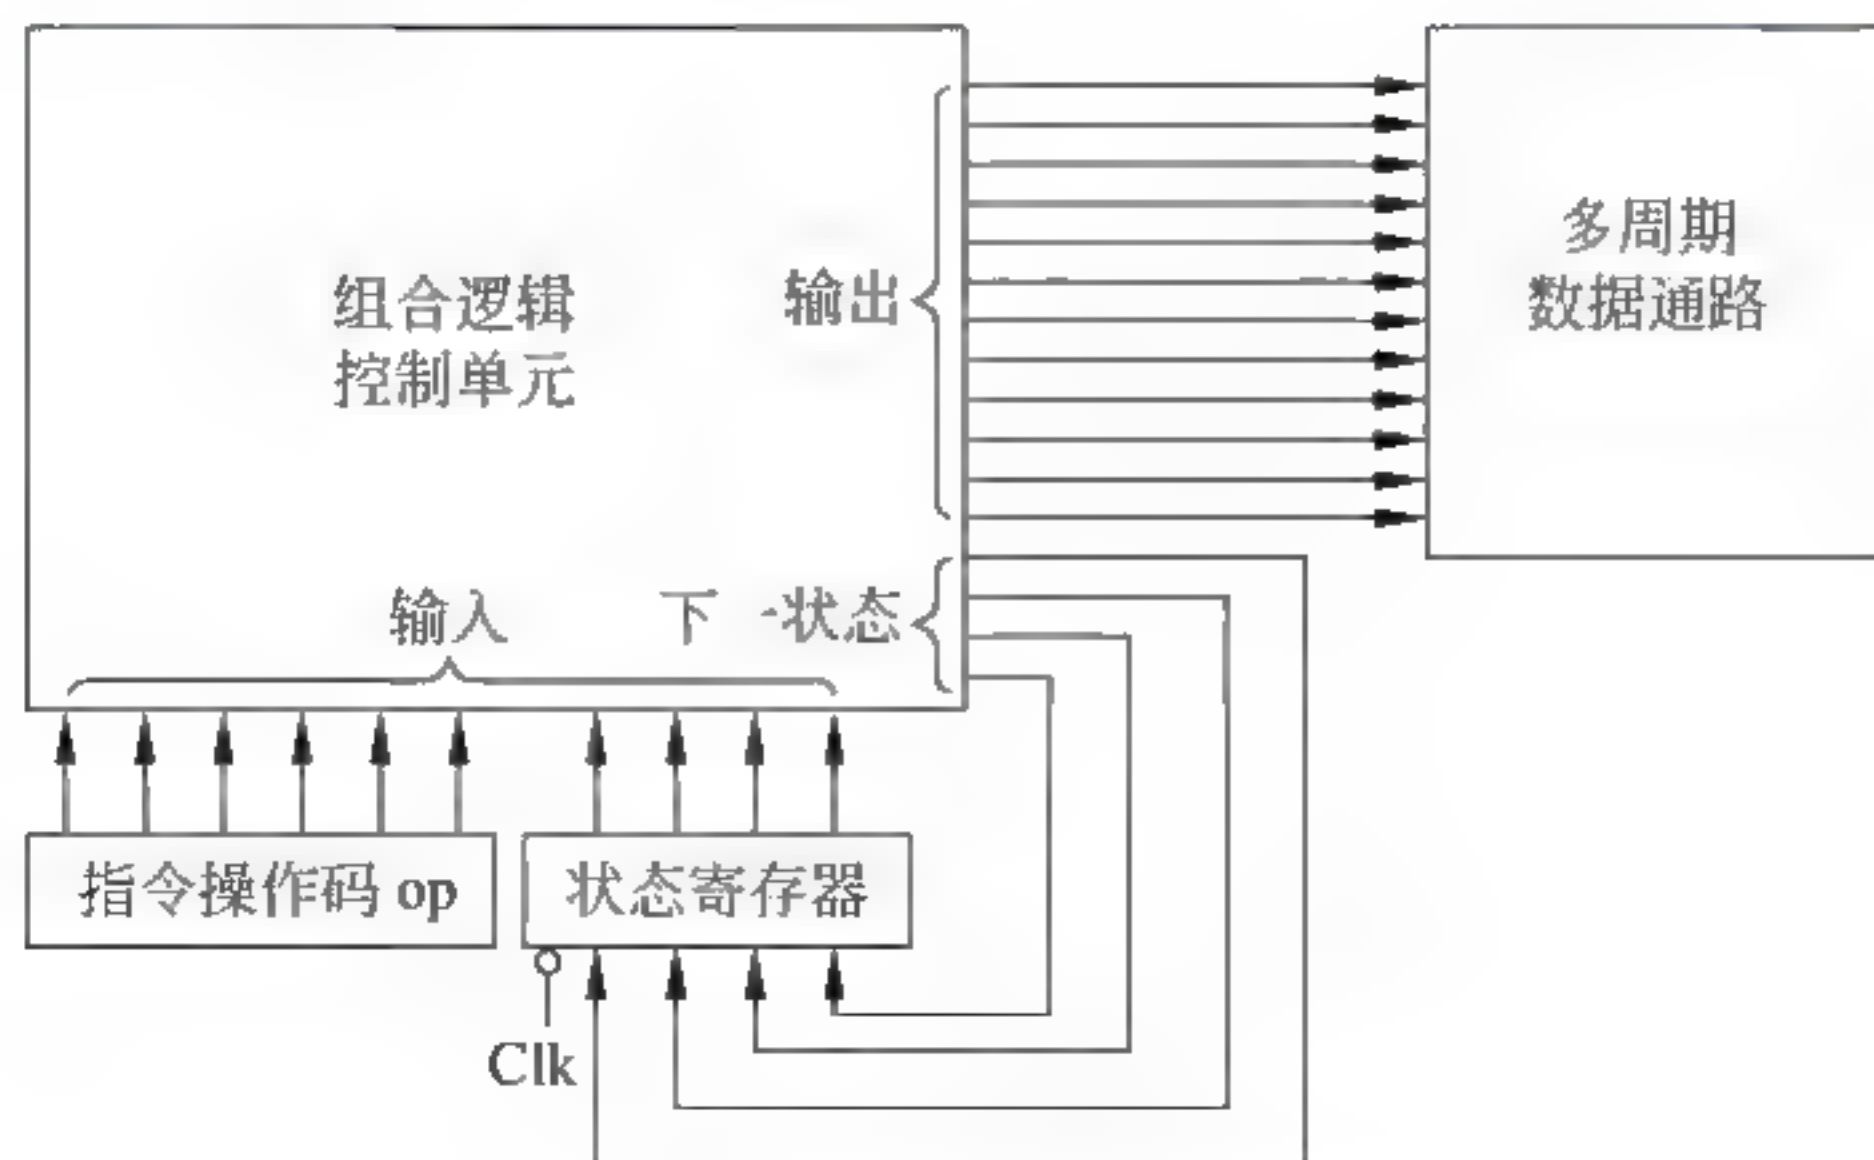 组合逻辑
控制单元
输出
多周期
数据通路
输入
下一状态
指令操作码 op
状态寄存器
Clk